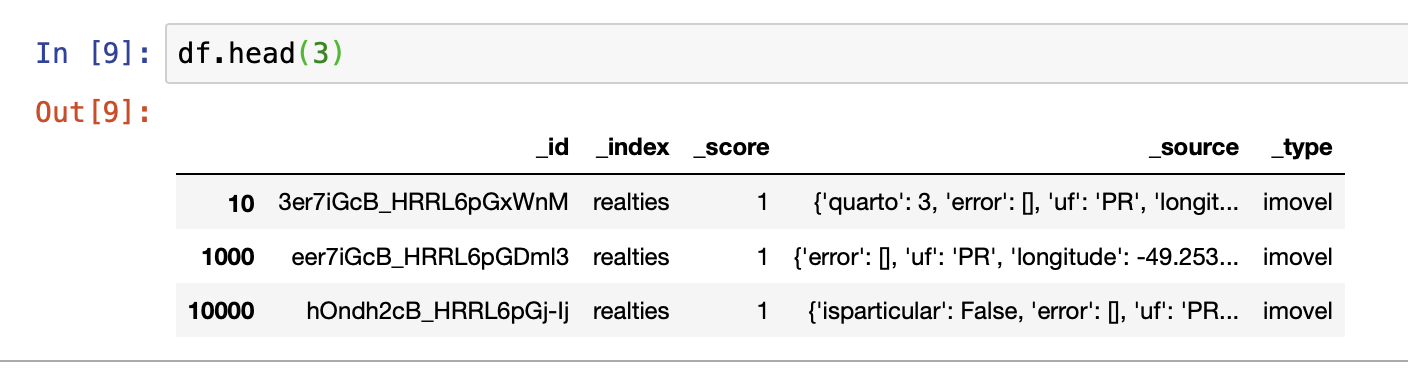 In [9]: df.head(3)
Out[9]:
_id _index _score _source _type
10 3er7iGcB_HRRL6pGxWnM realties 1 {'quarto': 3, 'error': [], 'uf': 'PR', 'longit... imovel
1000 eer7iGcB_HRRL6pGDml3 realties 1 {'error': [], 'uf': 'PR', 'longitude': -49.253... imovel
10000 hOndh2cB_HRRL6pGj-Ij realties 1 {'isparticular': False, 'error': [], 'uf': 'PR... imovel